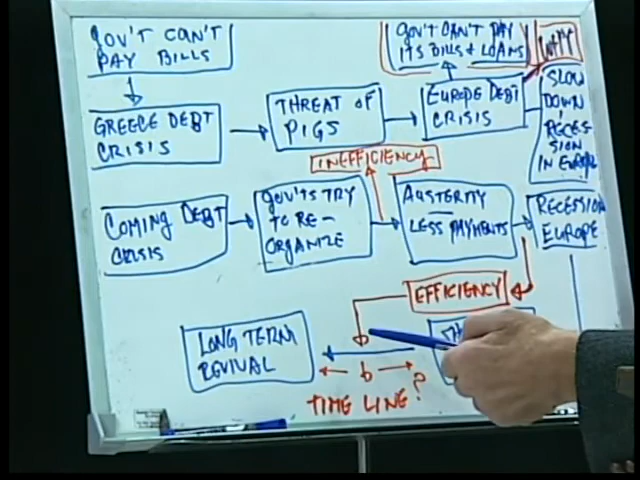 GOV'T CAN'T
PAY BILLS
GOV'T CAN'T PAY
ITS BILLS & LOANS
WHY
GREECE DEBT
CRISIS
THREAT OF
PIGS
EUROPE DEBT
CRISIS
SLOW
DOWN,
RECES-
SION
IN EUROPE
INEFFICIENCY
COMING DEBT
CRISIS
GOV'TS TRY
TO RE-
ORGANIZE
AUSTERITY
LESS PAYMENTS
RECESSION
EUROPE
EFFICIENCY
LONG TERM
REVIVAL
TIME LINE?